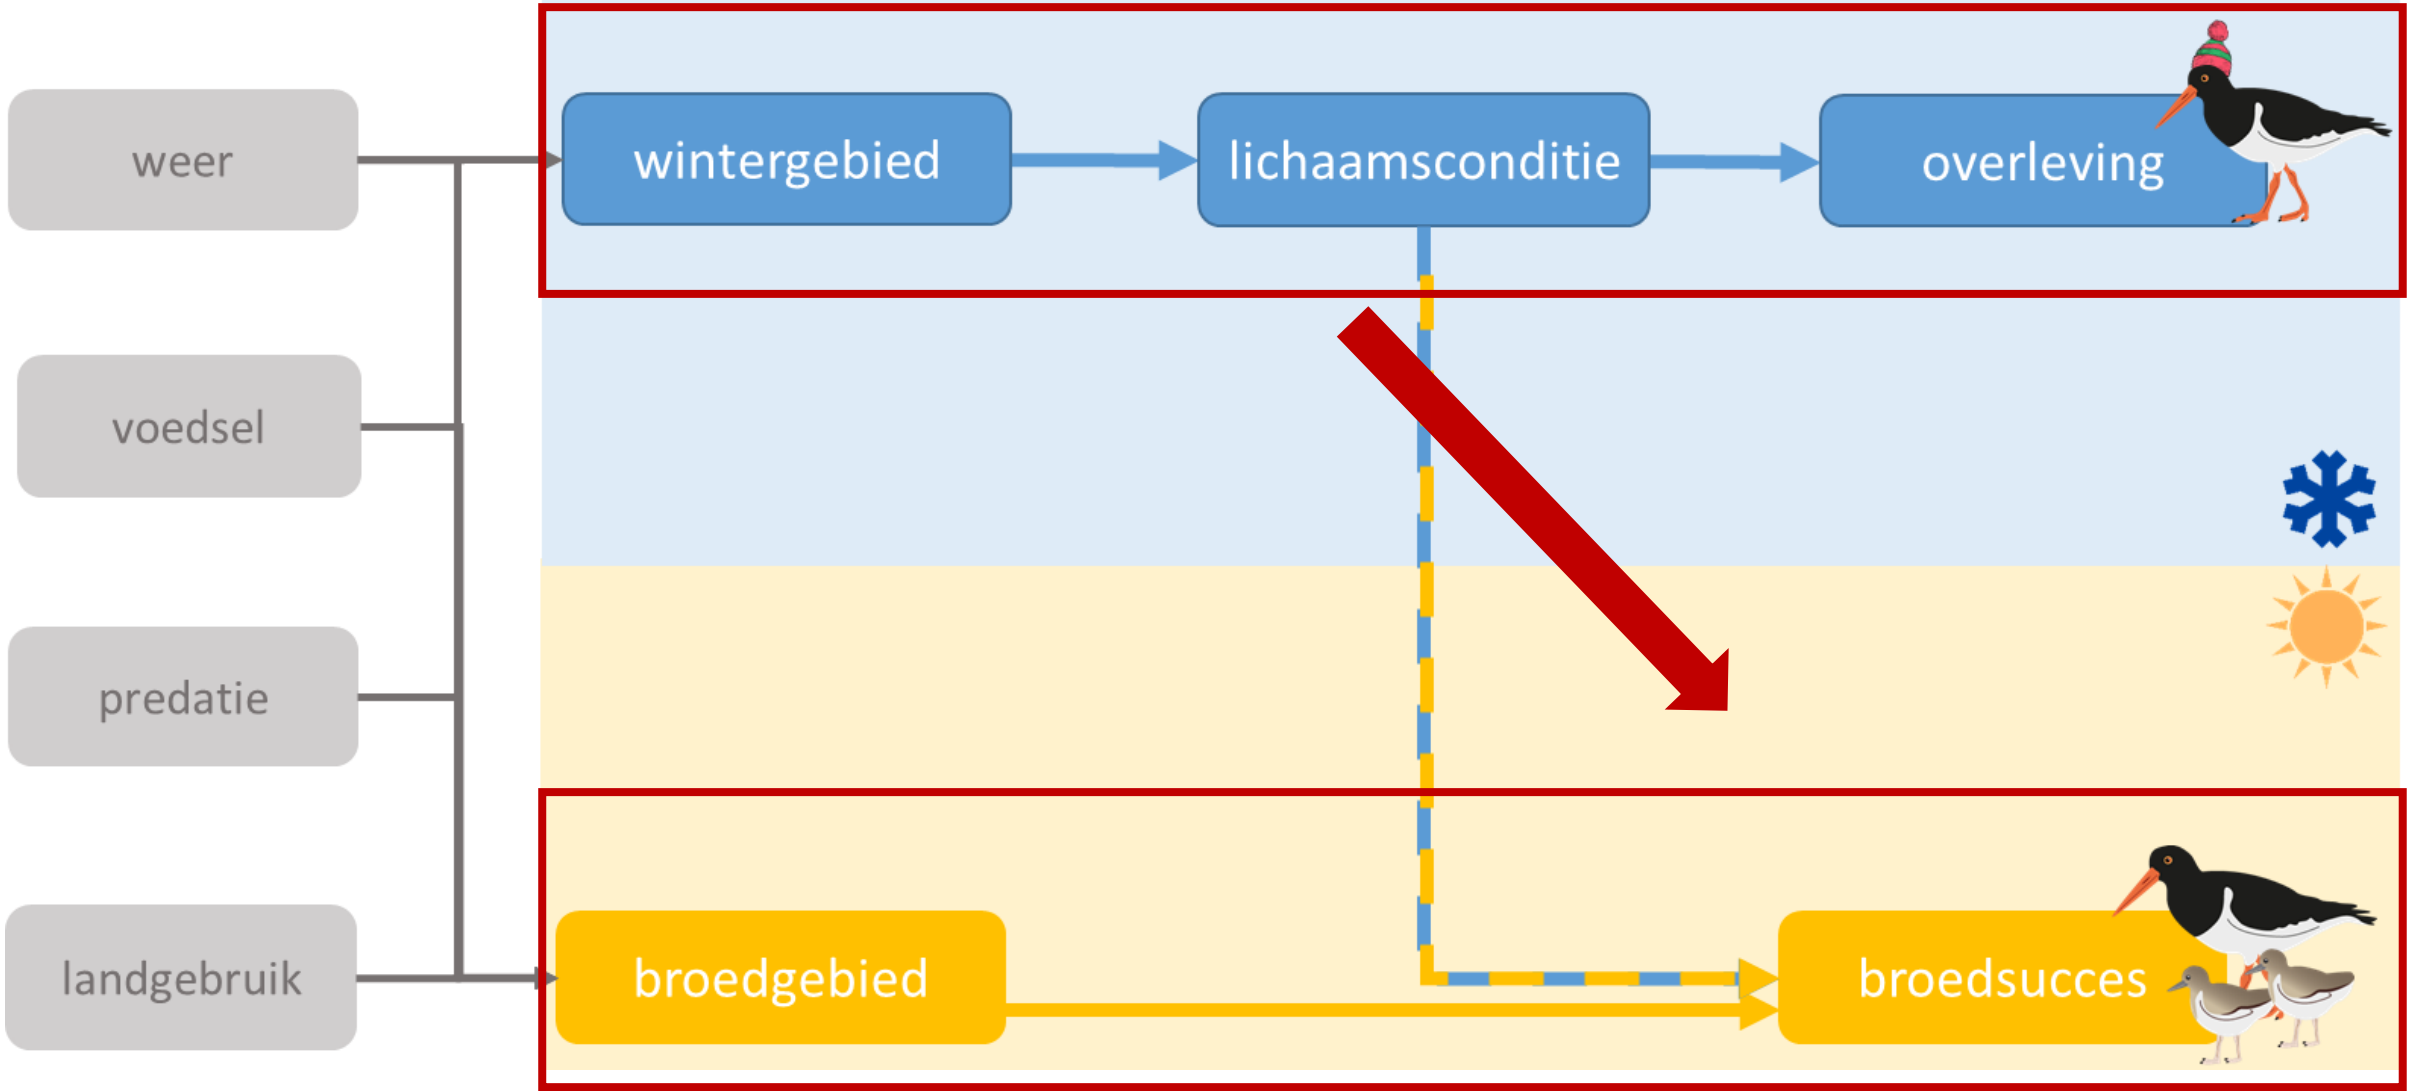 weer
wintergebied
lichaamsconditie
overleving
voedsel
predatie
landgebruik
broedgebied
broedsucces